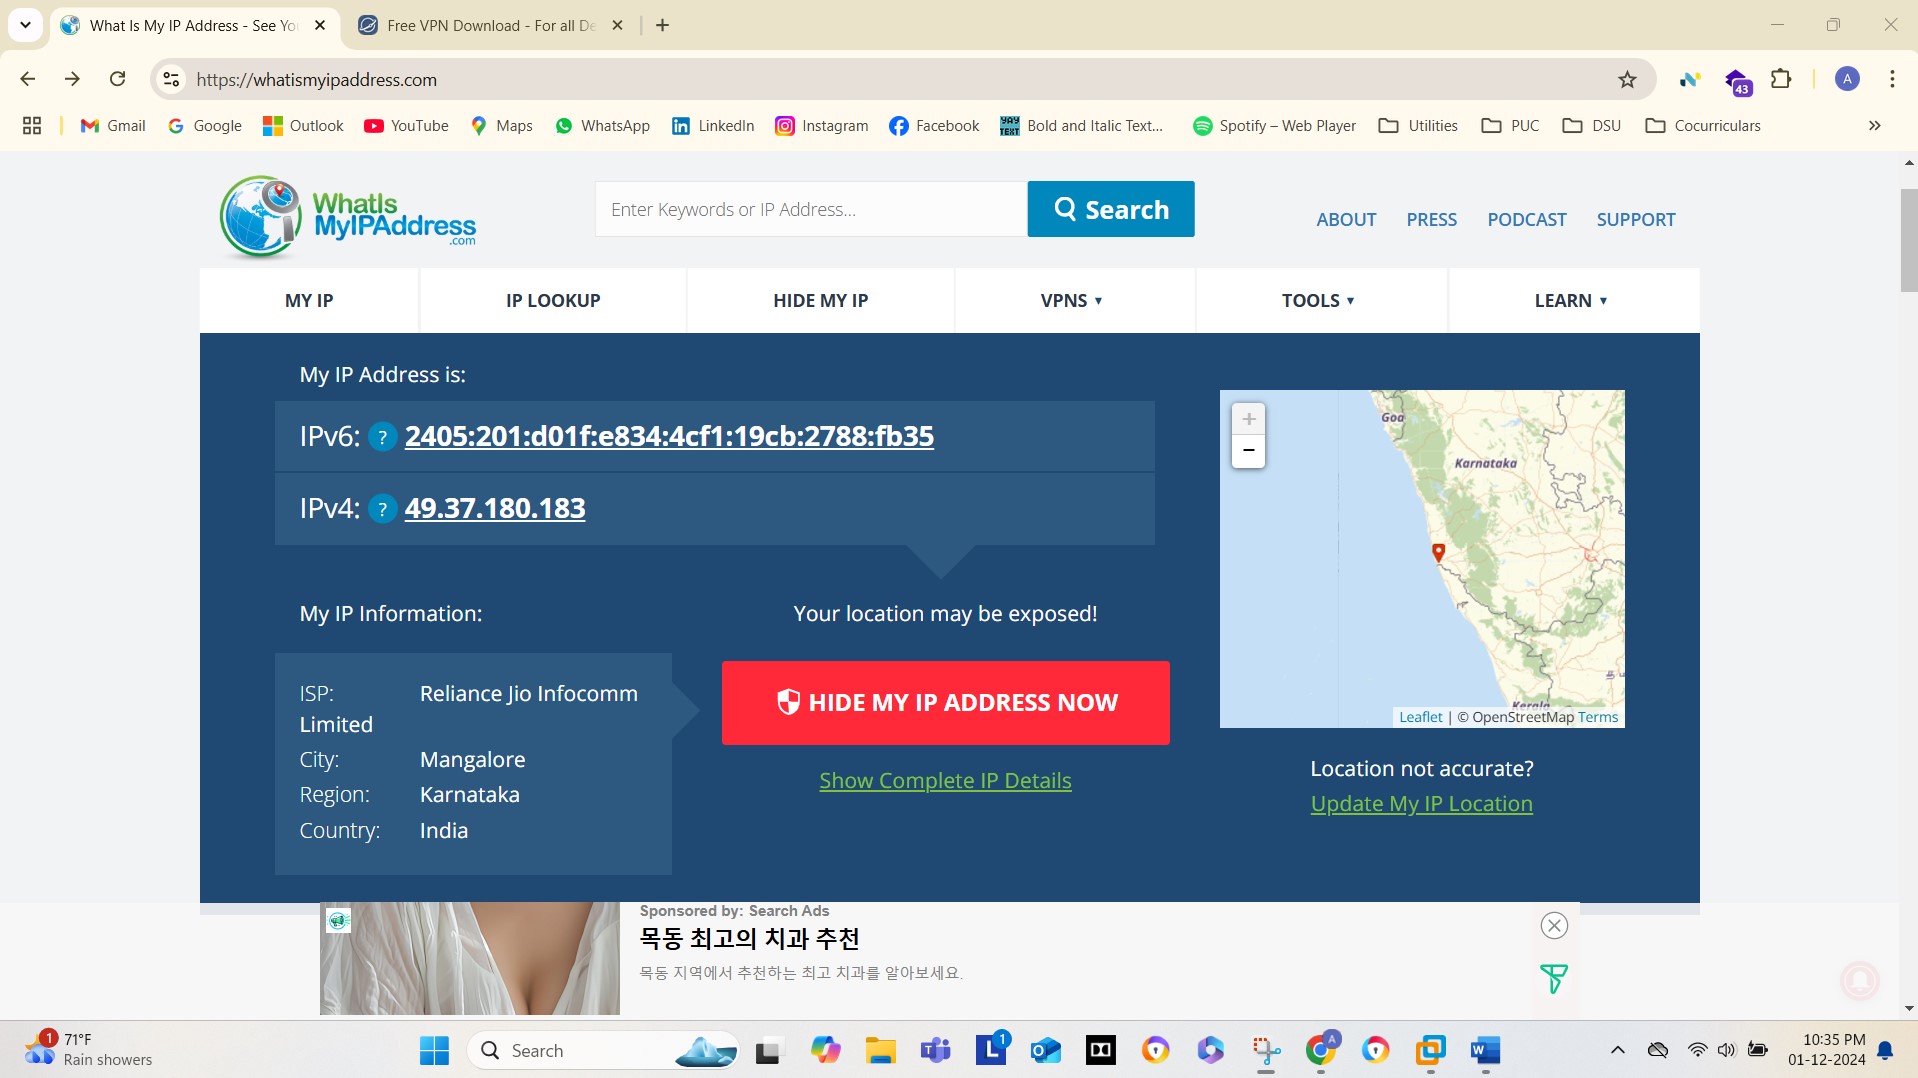 What Is My IP Address - See Yo
Free VPN Download - For all De
https://whatismyipaddress.com
43
A
Gmail
Google
Outlook
YouTube
Maps
WhatsApp
LinkedIn
Instagram
Facebook
YAY
TEXT
Bold and Italic Text...
Spotify – Web Player
Utilities
PUC
DSU
Cocurriculars
WhatIs
MyIPAddress
.com
Enter Keywords or IP Address...
Search
ABOUT PRESS PODCAST SUPPORT
MY IP
IP LOOKUP
HIDE MY IP
VPNS
TOOLS
LEARN
My IP Address is:
IPv6: ? 2405:201:d01f:e834:4cf1:19cb:2788:fb35
IPv4: ? 49.37.180.183
My IP Information:
ISP: Reliance Jio Infocomm
Limited
City: Mangalore
Region: Karnataka
Country: India
Your location may be exposed!
HIDE MY IP ADDRESS NOW
Show Complete IP Details
+
−
Goa
Karnataka
Kerala
Leaflet | © OpenStreetMap Terms
Location not accurate?
Update My IP Location
Sponsored by: Search Ads
목동 최고의 치과 추천
목동 지역에서 추천하는 최고 치과를 알아보세요.
1
71°F
Rain showers
Search
L
1
A
W
10:35 PM
01-12-2024